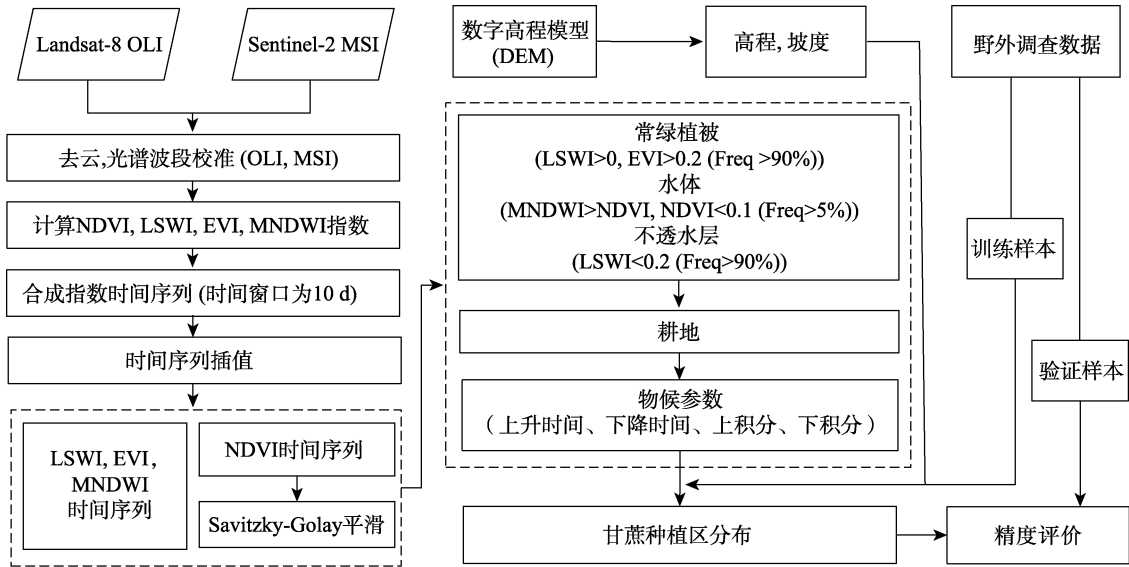 Landsat-8 OLI
Sentinel-2 MSI
去云,光谱波段校准 (OLI, MSI)
计算NDVI, LSWI, EVI, MNDWI指数
合成指数时间序列 (时间窗口为10 d)
时间序列插值
LSWI, EVI ,
MNDWI
时间序列
NDVI时间序列
Savitzky-Golay平滑
数字高程模型
(DEM)
高程, 坡度
野外调查数据
常绿植被
(LSWI>0, EVI>0.2 (Freq >90%))
水体
(MNDWI>NDVI, NDVI<0.1 (Freq>5%))
不透水层
(LSWI<0.2 (Freq>90%))
耕地
物候参数
（上升时间、下降时间、上积分、下积分）
训练样本
验证样本
甘蔗种植区分布
精度评价